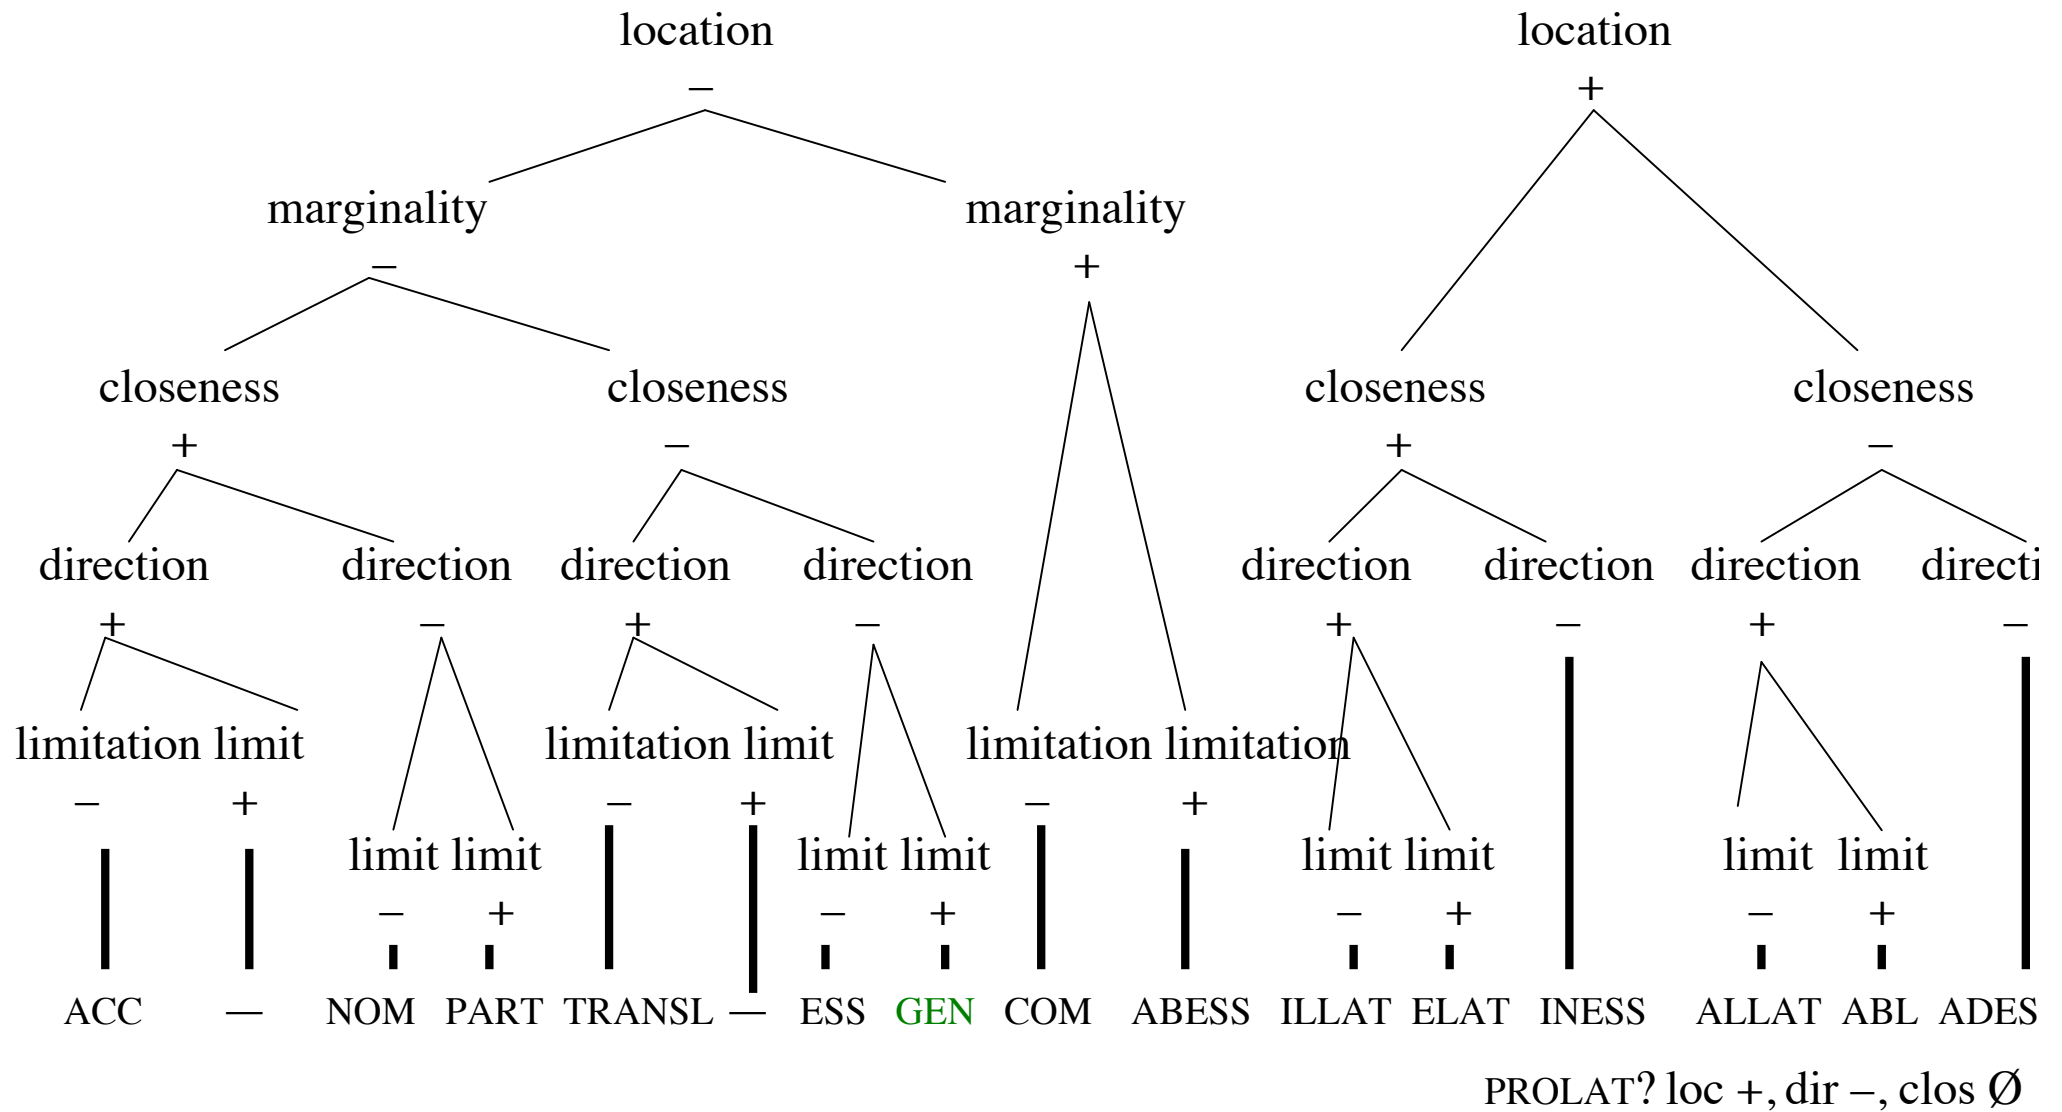 location location
– +
marginality marginality
– +
closeness closeness closeness closeness
+ – + –
direction direction direction direction direction direction direction directi
+ – + – + – + –
limitation limit limitation limit limitation limitation
– + – + – +
limit limit limit limit limit limit limit limit
– + – + – + – +
ACC — NOM PART TRANSL — ESS GEN COM ABESS ILLAT ELAT INESS ALLAT ABL ADES
PROLAT? loc +, dir –, clos Ø